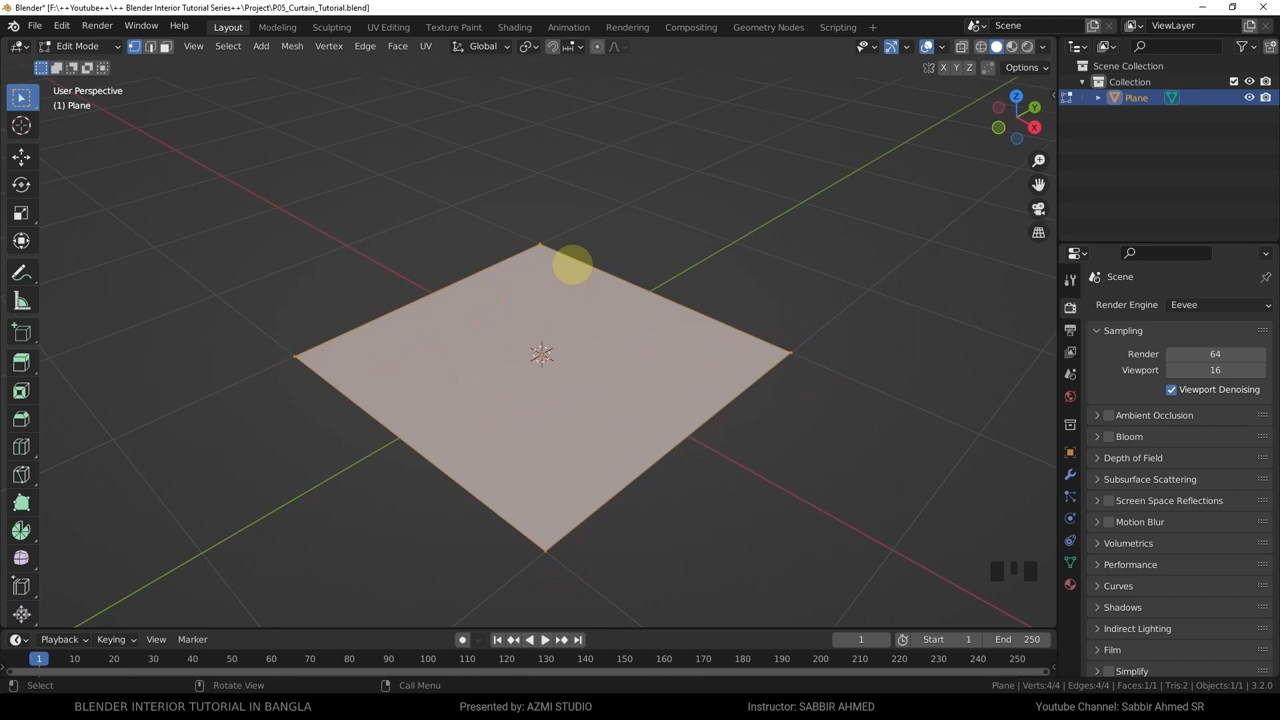 Blender* [F:\++Youtube++\++ Blender Interior Tutorial Series++\Project\P05_Curtain_Tutorial.blend]
File Edit Render Window Help Layout Modeling Sculpting UV Editing Texture Paint Shading Animation Rendering Compositing Geometry Nodes Scripting + Scene ViewLayer
Edit Mode View Select Add Mesh Vertex Edge Face UV Global
X Y Z Options
User Perspective
(1) Plane
Z
Y
X
Scene Collection
Collection
Plane
Scene
Render Engine Eevee
Sampling
Render 64
Viewport 16
Viewport Denoising
Ambient Occlusion
Bloom
Depth of Field
Subsurface Scattering
Screen Space Reflections
Motion Blur
Volumetrics
Performance
Curves
Shadows
Indirect Lighting
Film
Simplify
Playback Keying View Marker 1 Start 1 End 250
1 10 20 30 40 50 60 70 80 90 100 110 120 130 140 150 160 170 180 190 200 210 220 230 240 250
Select Rotate View Call Menu Plane | Verts:4/4 | Edges:4/4 | Faces:1/1 | Tris:2 | Objects:1/1 | 3.2.0
BLENDER INTERIOR TUTORIAL IN BANGLA Presented by: AZMI STUDIO Instructor: SABBIR AHMED Youtube Channel: Sabbir Ahmed SR